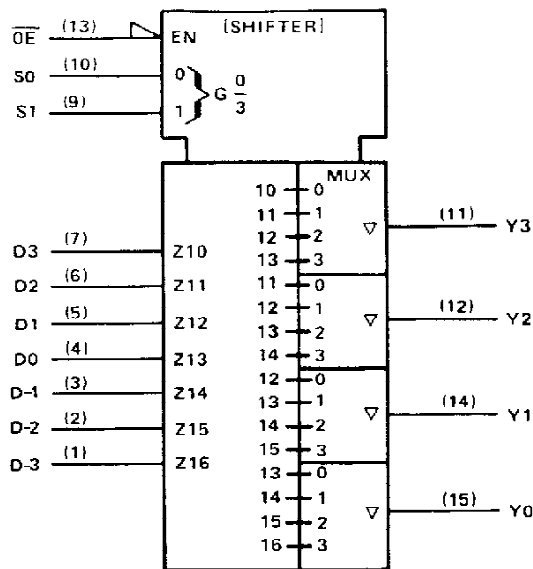 [SHIFTER]
OE (13) EN
S0 (10) 0
G 0/3
S1 (9) 1
MUX
10 0
11 1
12 2
13 3
(11) Y3
D3 (7) Z10
D2 (6) Z11
D1 (5) Z12
D0 (4) Z13
D-1 (3) Z14
D-2 (2) Z15
D-3 (1) Z16
11 0
12 1
13 2
14 3
(12) Y2
12 0
13 1
14 2
15 3
(14) Y1
13 0
14 1
15 2
16 3
(15) Y0